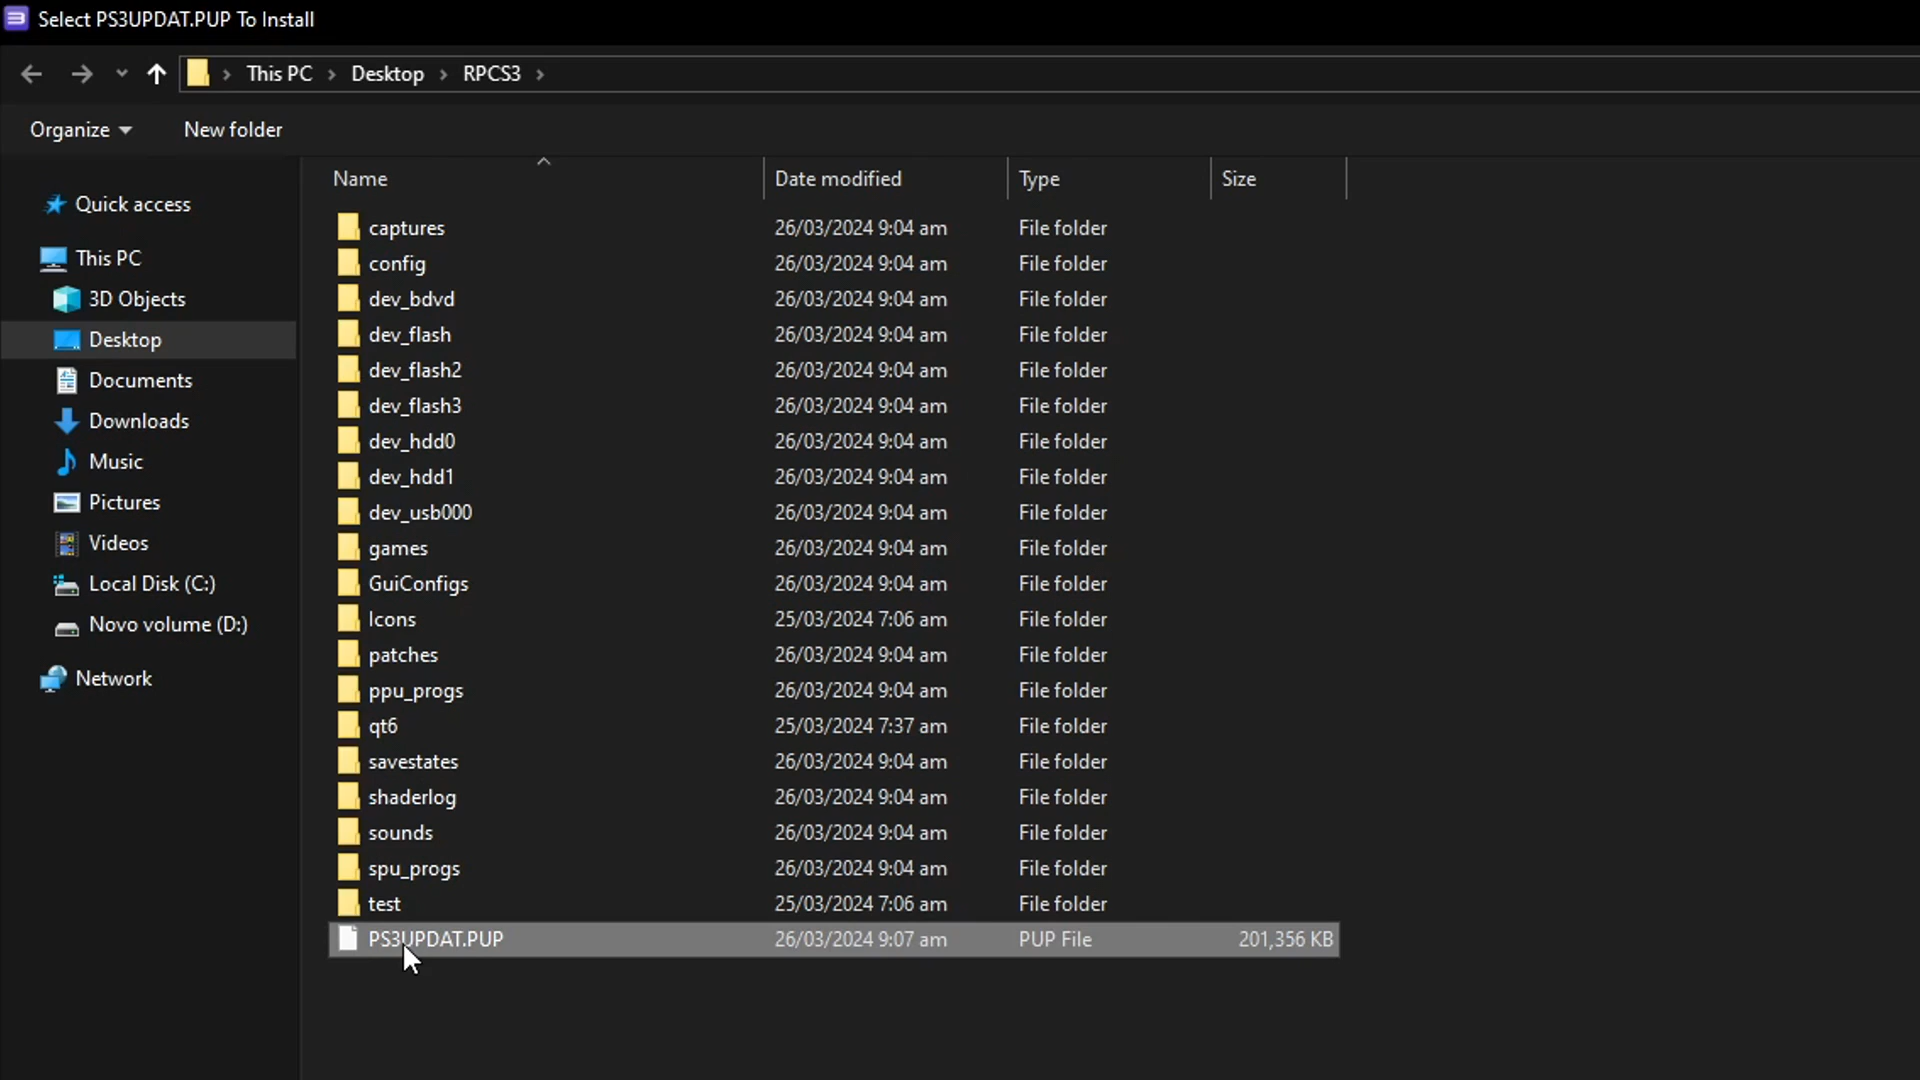 Select PS3UPDAT.PUP To Install
This PC > Desktop > RPCS3 >
Organize New folder
Name Date modified Type Size
Quick access
This PC
3D Objects
Desktop
Documents
Downloads
Music
Pictures
Videos
Local Disk (C:)
Novo volume (D:)
Network
captures 26/03/2024 9:04 am File folder
config 26/03/2024 9:04 am File folder
dev_bdvd 26/03/2024 9:04 am File folder
dev_flash 26/03/2024 9:04 am File folder
dev_flash2 26/03/2024 9:04 am File folder
dev_flash3 26/03/2024 9:04 am File folder
dev_hdd0 26/03/2024 9:04 am File folder
dev_hdd1 26/03/2024 9:04 am File folder
dev_usb000 26/03/2024 9:04 am File folder
games 26/03/2024 9:04 am File folder
GuiConfigs 26/03/2024 9:04 am File folder
Icons 25/03/2024 7:06 am File folder
patches 26/03/2024 9:04 am File folder
ppu_progs 26/03/2024 9:04 am File folder
qt6 25/03/2024 7:37 am File folder
savestates 26/03/2024 9:04 am File folder
shaderlog 26/03/2024 9:04 am File folder
sounds 26/03/2024 9:04 am File folder
spu_progs 26/03/2024 9:04 am File folder
test 25/03/2024 7:06 am File folder
PS3UPDAT.PUP 26/03/2024 9:07 am PUP File 201,356 KB